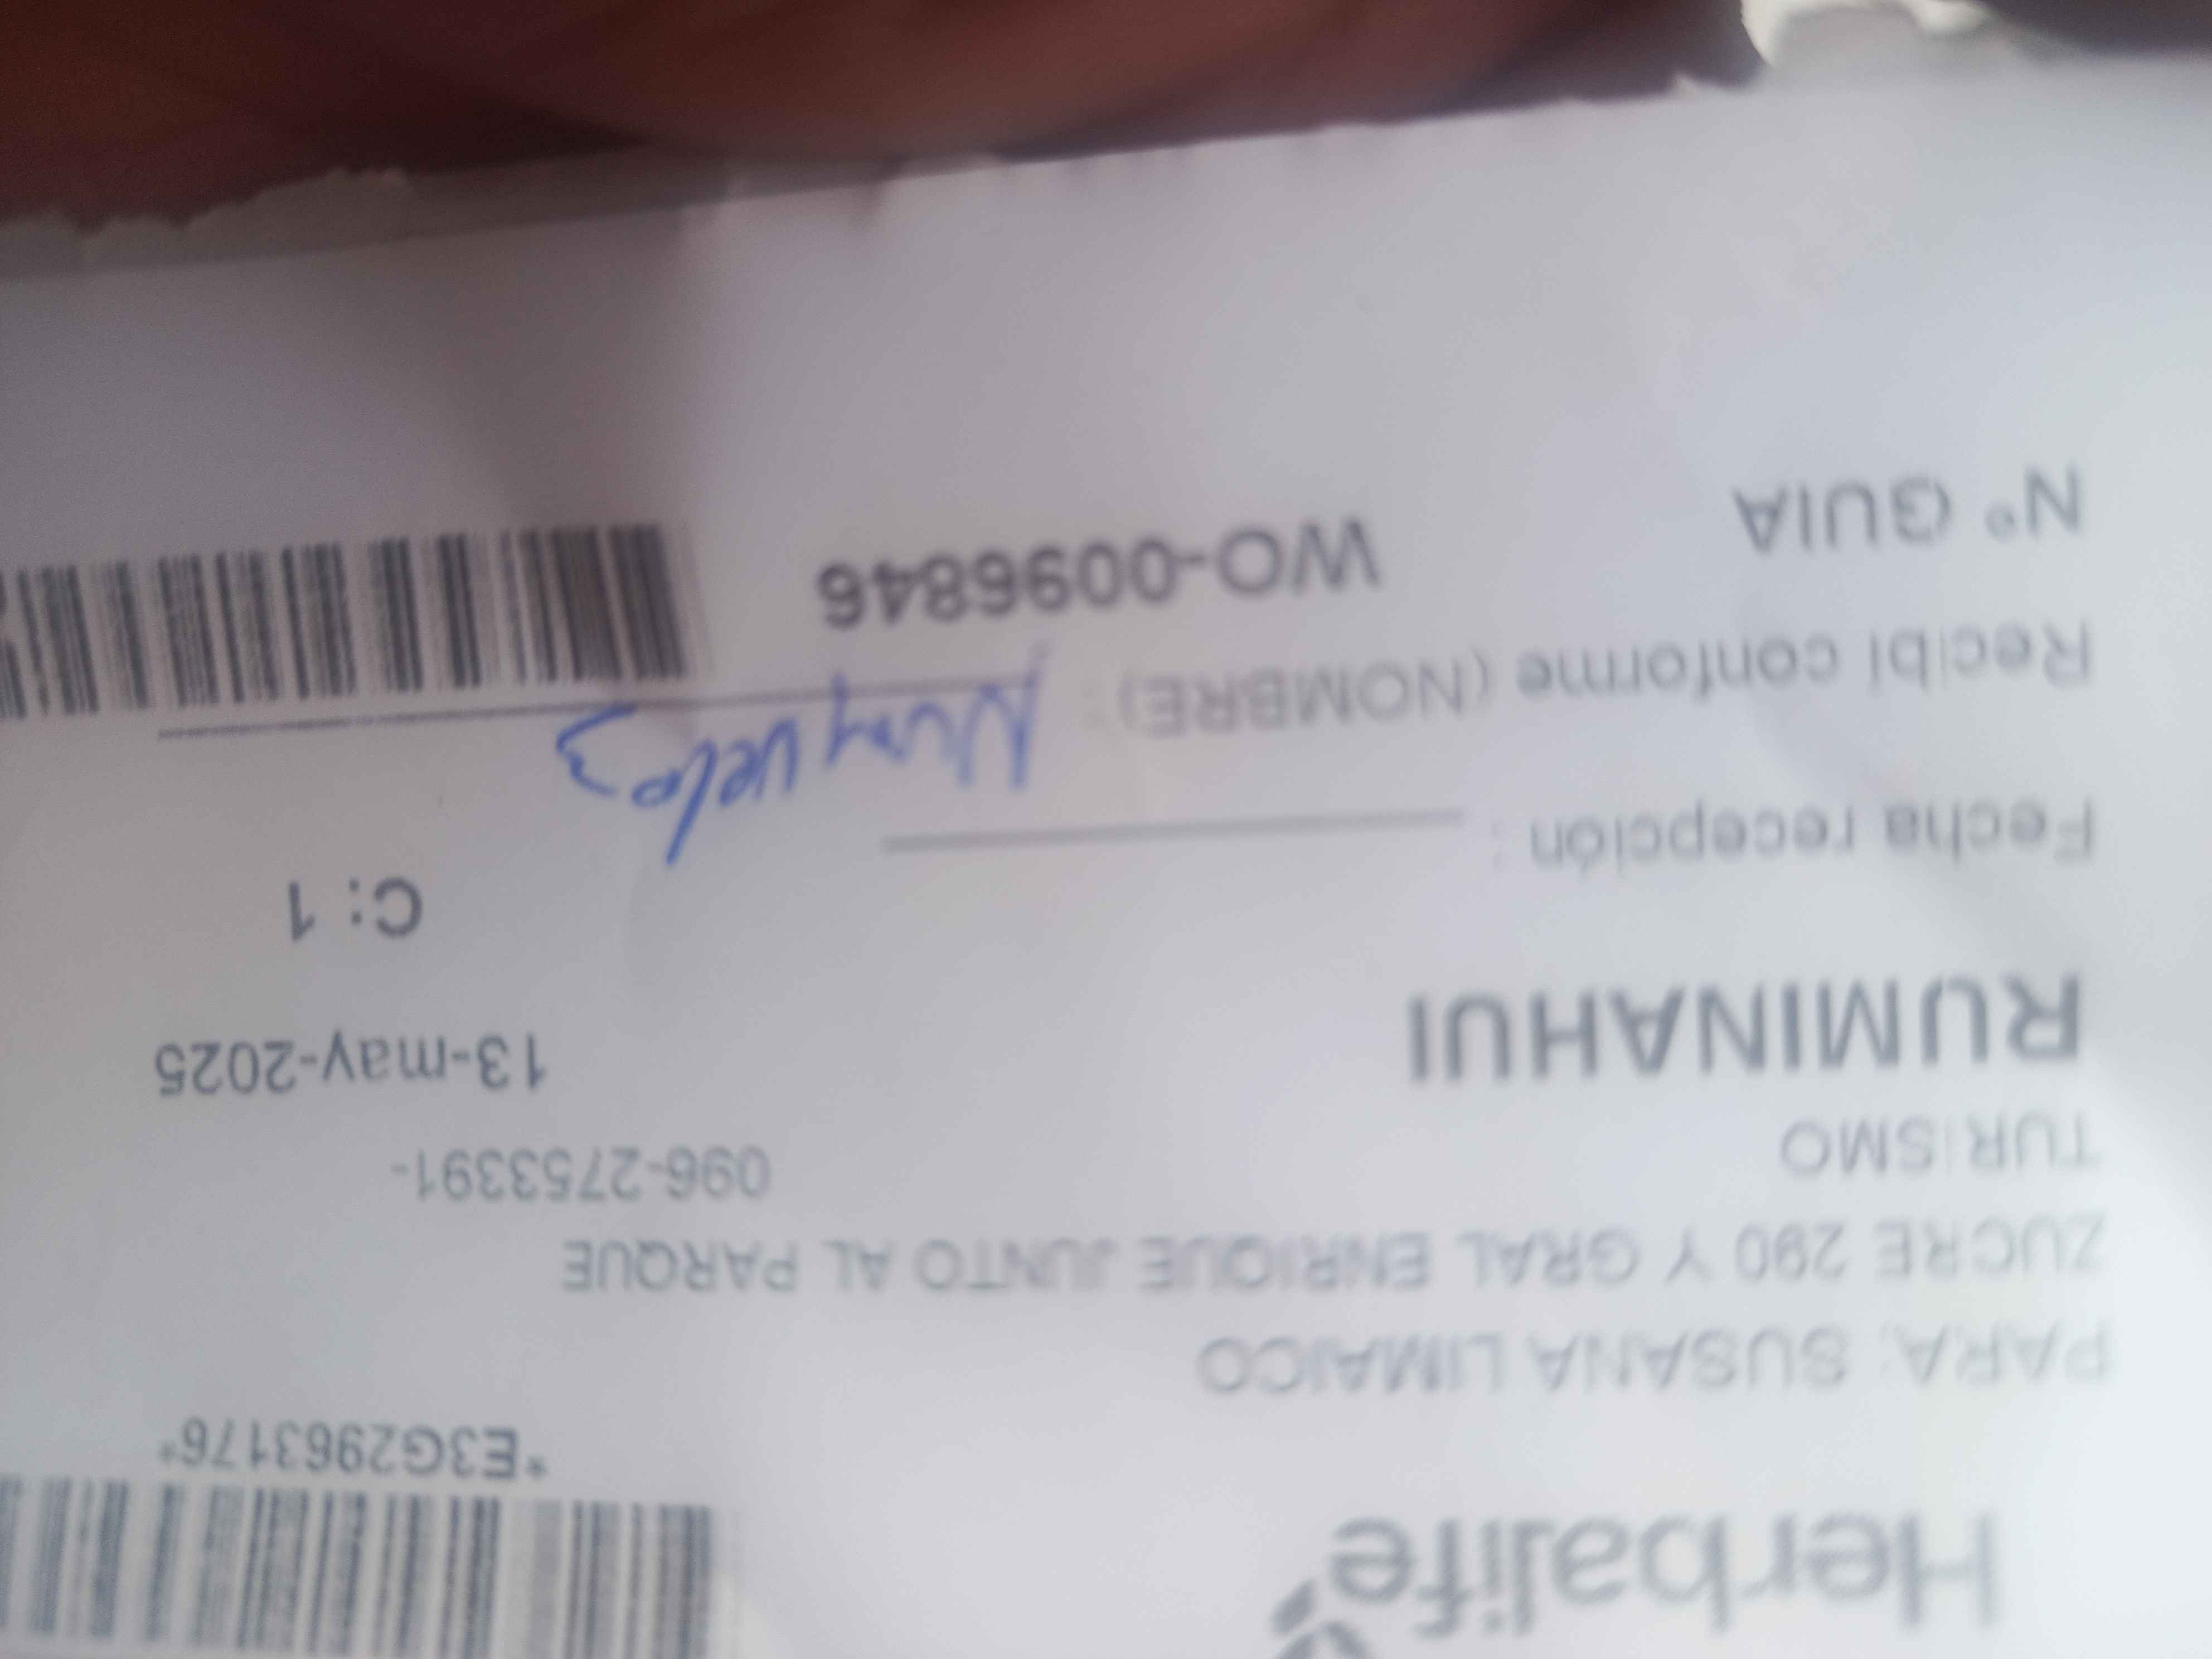 Herbalife
*E3G2963176*
PARA: SUSANA LIMAICO
ZUCRE 290 Y GRAL ENRIQUE JUNTO AL PARQUE
TURISMO 096-2753391-
RUMINAHUI 13-may-2025
C: 1
Fecha recepción :
Recibí conforme (NOMBRE) :
N° GUIA WO-0096846